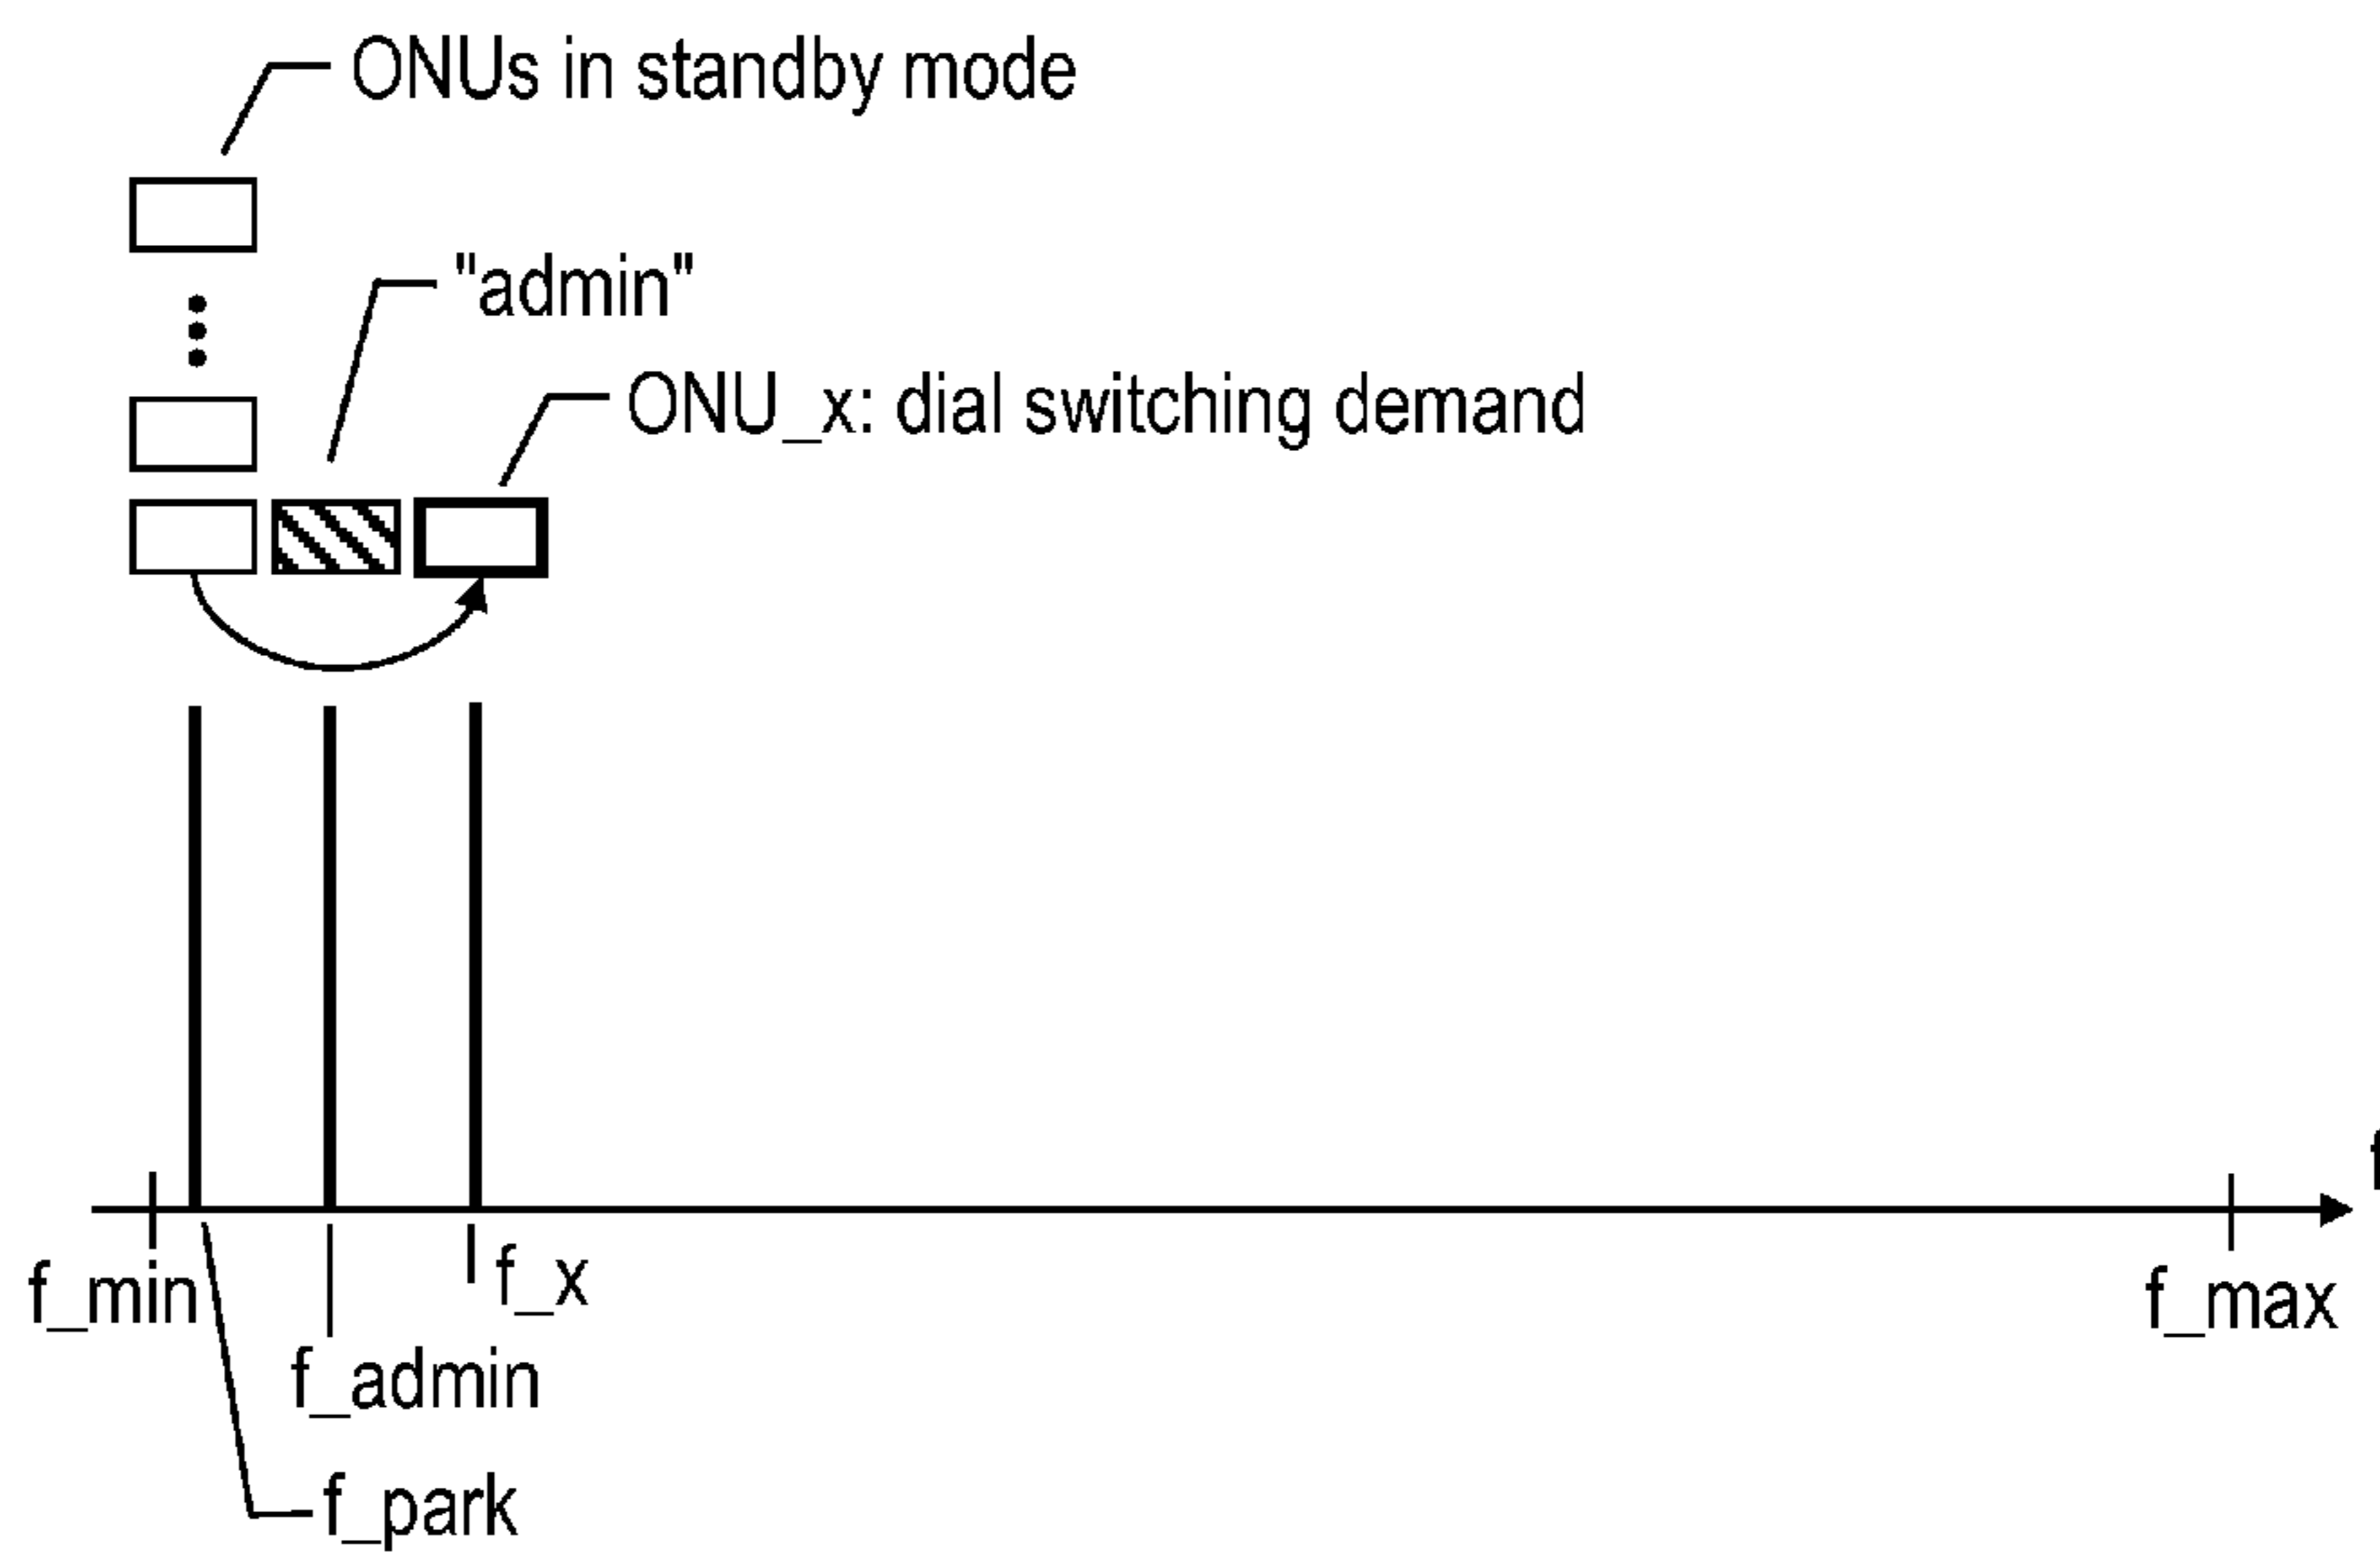 ONUs in standby mode
"admin"
ONU_x: dial switching demand
f
f_min
f_x
f_max
f_admin
f_park